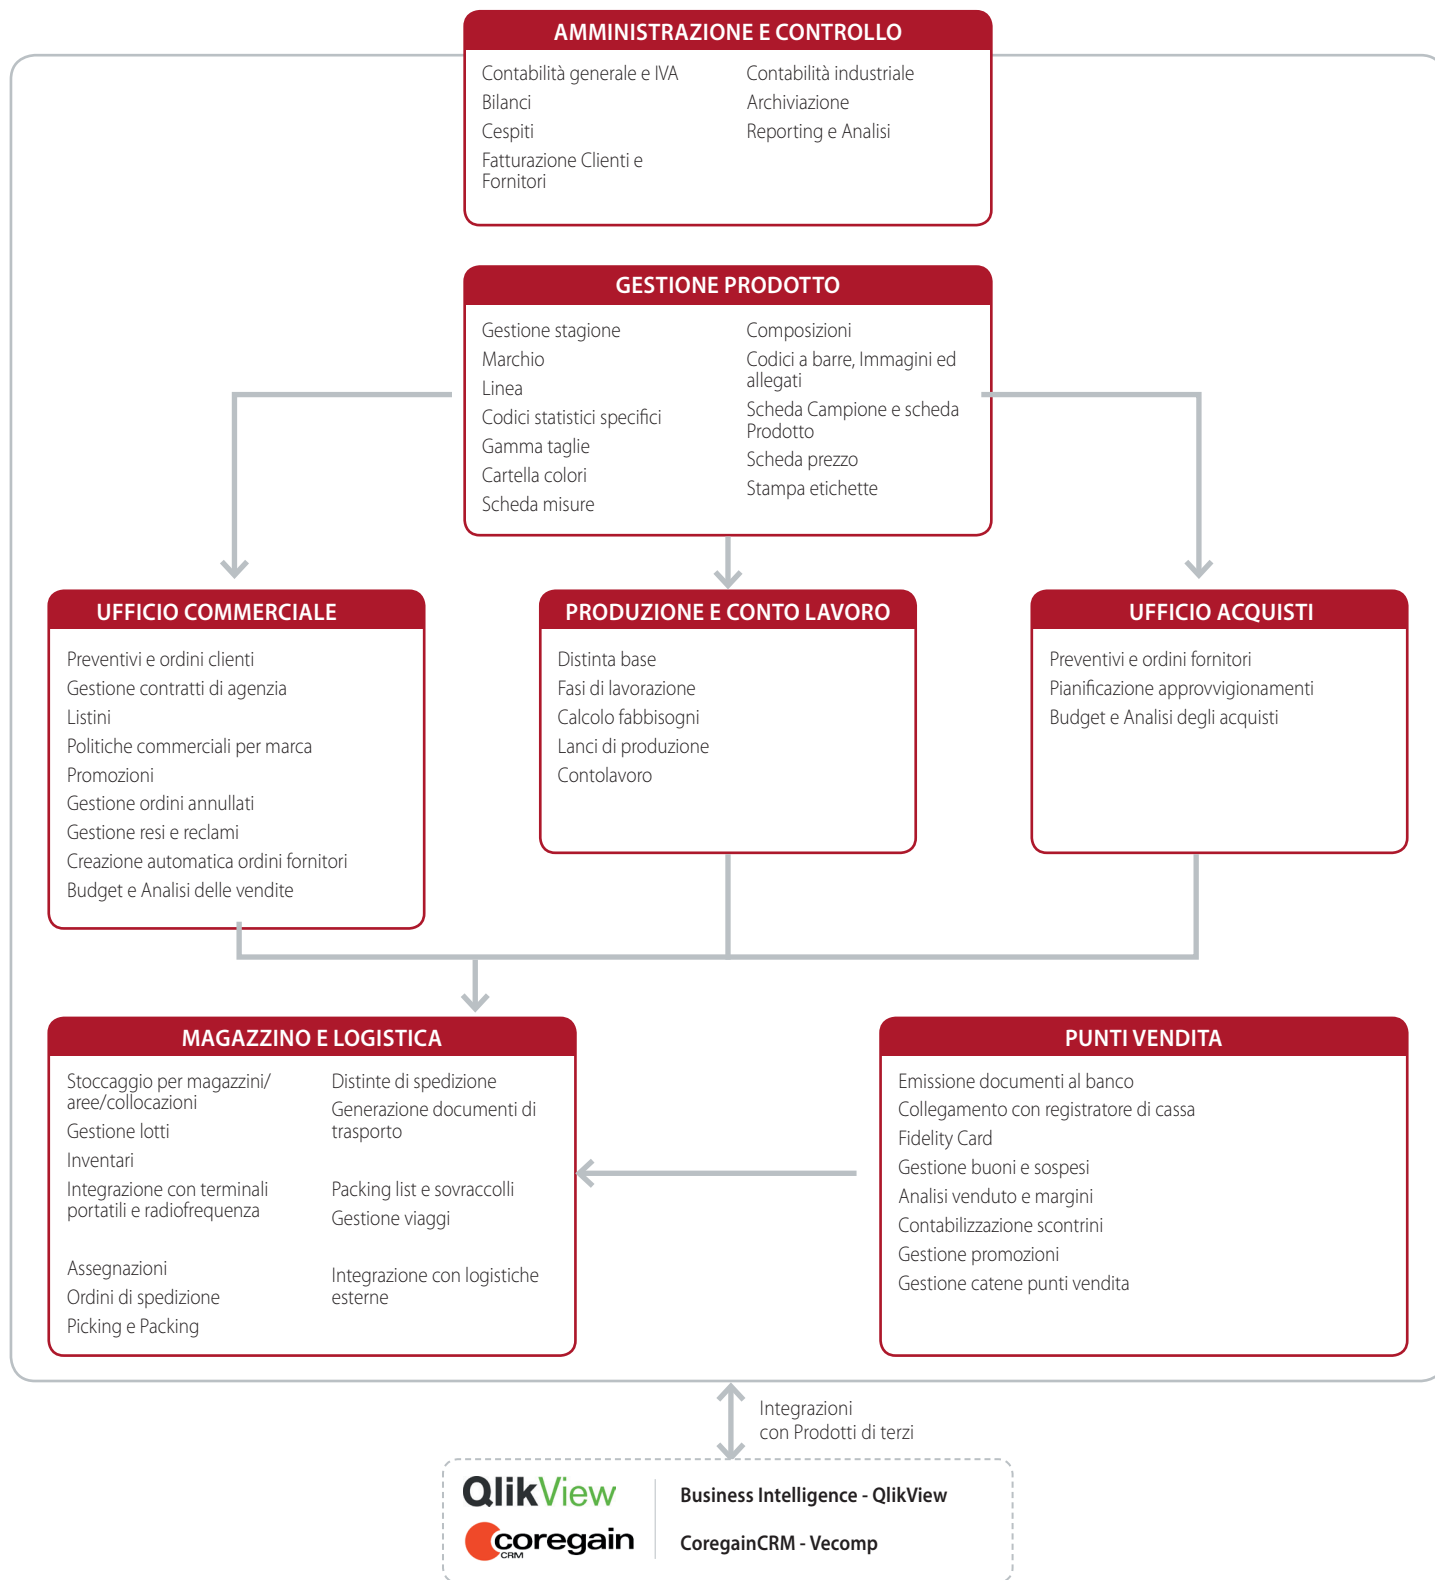 AMMINISTRAZIONE E CONTROLLO
Contabilità generale e IVA
Bilanci
Cespiti
Fatturazione Clienti e
Fornitori
Contabilità industriale
Archiviazione
Reporting e Analisi
GESTIONE PRODOTTO
Gestione stagione
Marchio
Linea
Codici statistici specifici
Gamma taglie
Cartella colori
Scheda misure
Composizioni
Codici a barre, Immagini ed
allegati
Scheda Campione e scheda
Prodotto
Scheda prezzo
Stampa etichette
UFFICIO COMMERCIALE
Preventivi e ordini clienti
Gestione contratti di agenzia
Listini
Politiche commerciali per marca
Promozioni
Gestione ordini annullati
Gestione resi e reclami
Creazione automatica ordini fornitori
Budget e Analisi delle vendite
PRODUZIONE E CONTO LAVORO
Distinta base
Fasi di lavorazione
Calcolo fabbisogni
Lanci di produzione
Contolavoro
UFFICIO ACQUISTI
Preventivi e ordini fornitori
Pianificazione approvvigionamenti
Budget e Analisi degli acquisti
MAGAZZINO E LOGISTICA
Stoccaggio per magazzini/
aree/collocazioni
Gestione lotti
Inventari
Integrazione con terminali
portatili e radiofrequenza
Assegnazioni
Ordini di spedizione
Picking e Packing
Distinte di spedizione
Generazione documenti di
trasporto
Packing list e sovraccolli
Gestione viaggi
Integrazione con logistiche
esterne
PUNTI VENDITA
Emissione documenti al banco
Collegamento con registratore di cassa
Fidelity Card
Gestione buoni e sospesi
Analisi venduto e margini
Contabilizzazione scontrini
Gestione promozioni
Gestione catene punti vendita
Integrazioni
con Prodotti di terzi
QlikView
Business Intelligence - QlikView
coregain
CRM
CoregainCRM - Vecomp